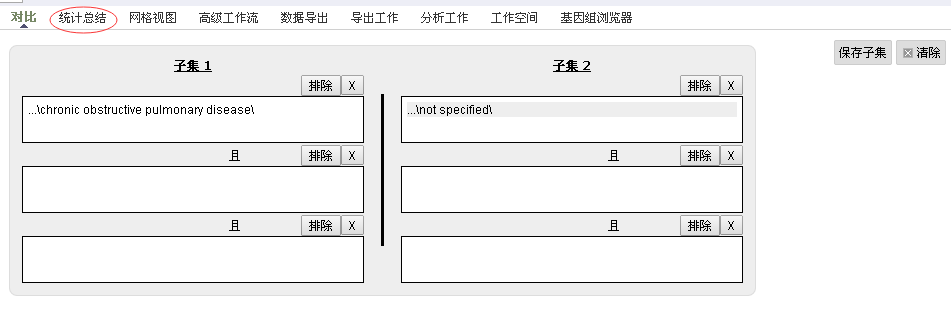 对比 统计总结 网格视图 高级工作流 数据导出 导出工作 分析工作 工作空间 基因组浏览器
保存子集 清除
子集 1 子集 2
排除 X 排除 X
...\chronic obstructive pulmonary disease\ ...\not specified\
且 排除 X 且 排除 X
且 排除 X 且 排除 X